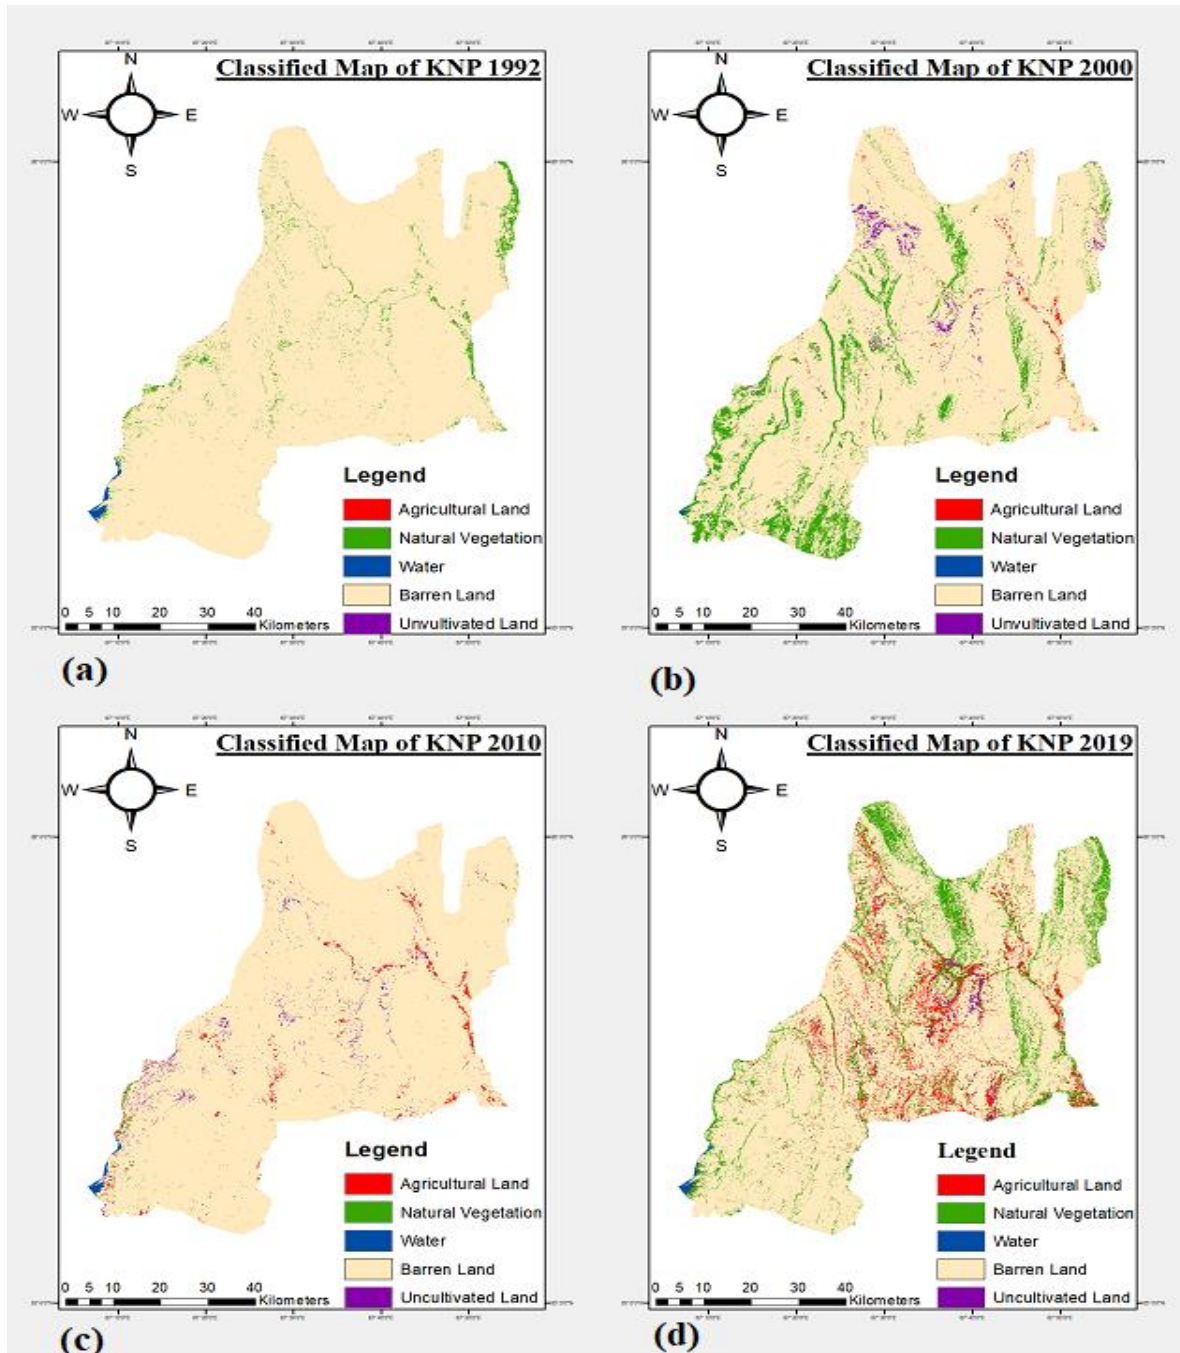 Classified Map of KNP 1992
N
W E
S
Legend
Agricultural Land
Natural Vegetation
Water
Barren Land
Unvultivated Land
0 5 10 20 30 40
Kilometers
(a)
Classified Map of KNP 2000
N
W E
S
Legend
Agricultural Land
Natural Vegetation
Water
Barren Land
Unvultivated Land
0 5 10 20 30 40
Kilometers
(b)
Classified Map of KNP 2010
N
W E
S
Legend
Agricultural Land
Natural Vegetation
Water
Barren Land
Uncultivated Land
0 5 10 20 30 40
Kilometers
(c)
Classified Map of KNP 2019
N
W E
S
Legend
Agricultural Land
Natural Vegetation
Water
Barren Land
Uncultivated Land
0 5 10 20 30 40
Kilometers
(d)